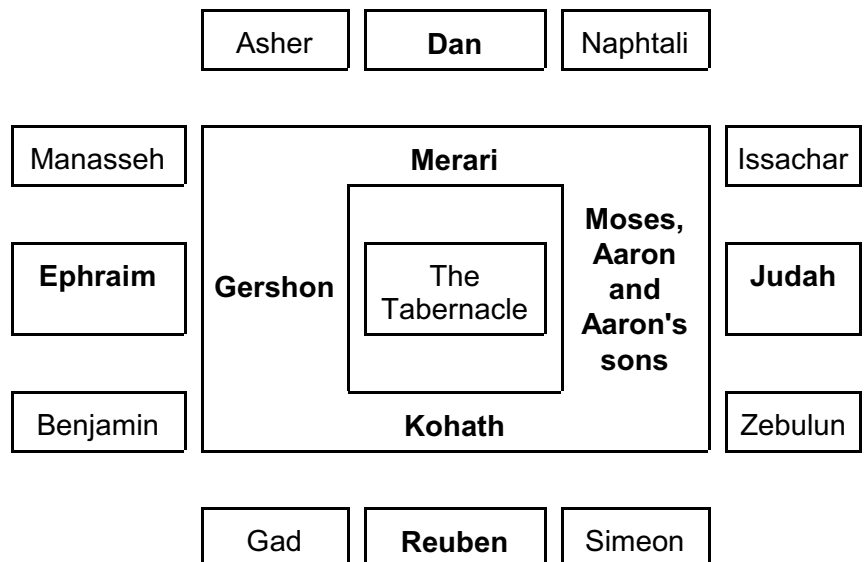 Asher Dan Naphtali
Manasseh Merari Issachar
Moses,
Aaron
and
Aaron's
sons
Ephraim Gershon The
Tabernacle Judah
Benjamin Kohath Zebulun
Gad Reuben Simeon